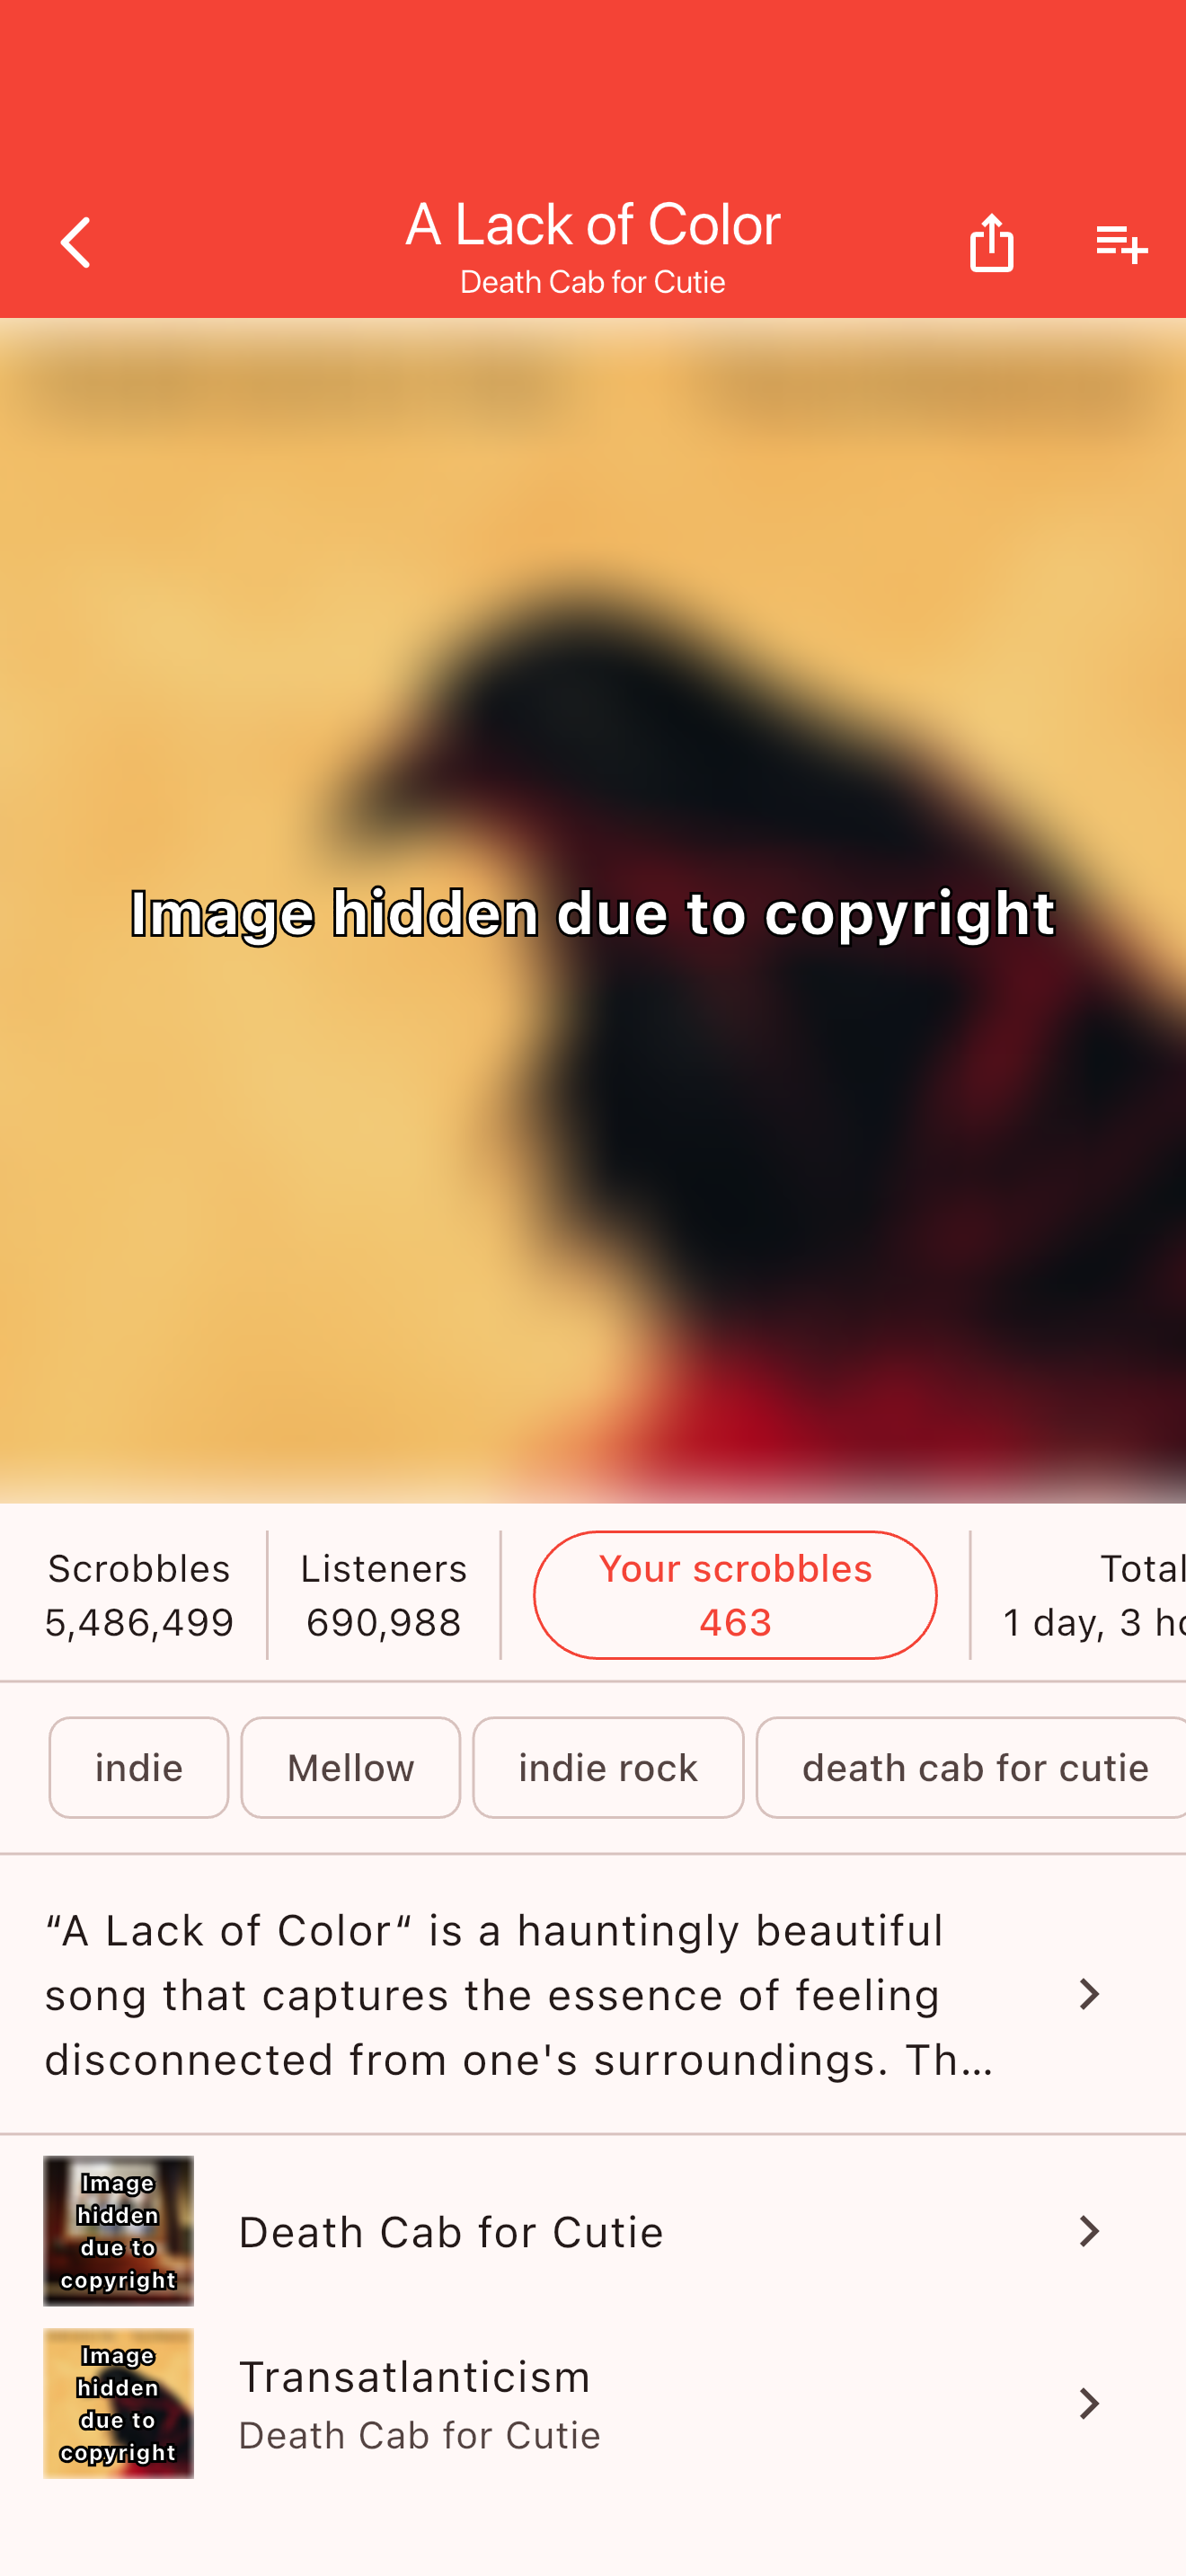 A Lack of Color
Death Cab for Cutie
Image hidden due to copyright
Scrobbles
5,486,499
Listeners
690,988
Your scrobbles
463
Total
1 day, 3 ho
indie
Mellow
indie rock
death cab for cutie
“A Lack of Color“ is a hauntingly beautiful
song that captures the essence of feeling
disconnected from one's surroundings. Th...
Image
hidden
due to
copyright
Death Cab for Cutie
Image
hidden
due to
copyright
Transatlanticism
Death Cab for Cutie